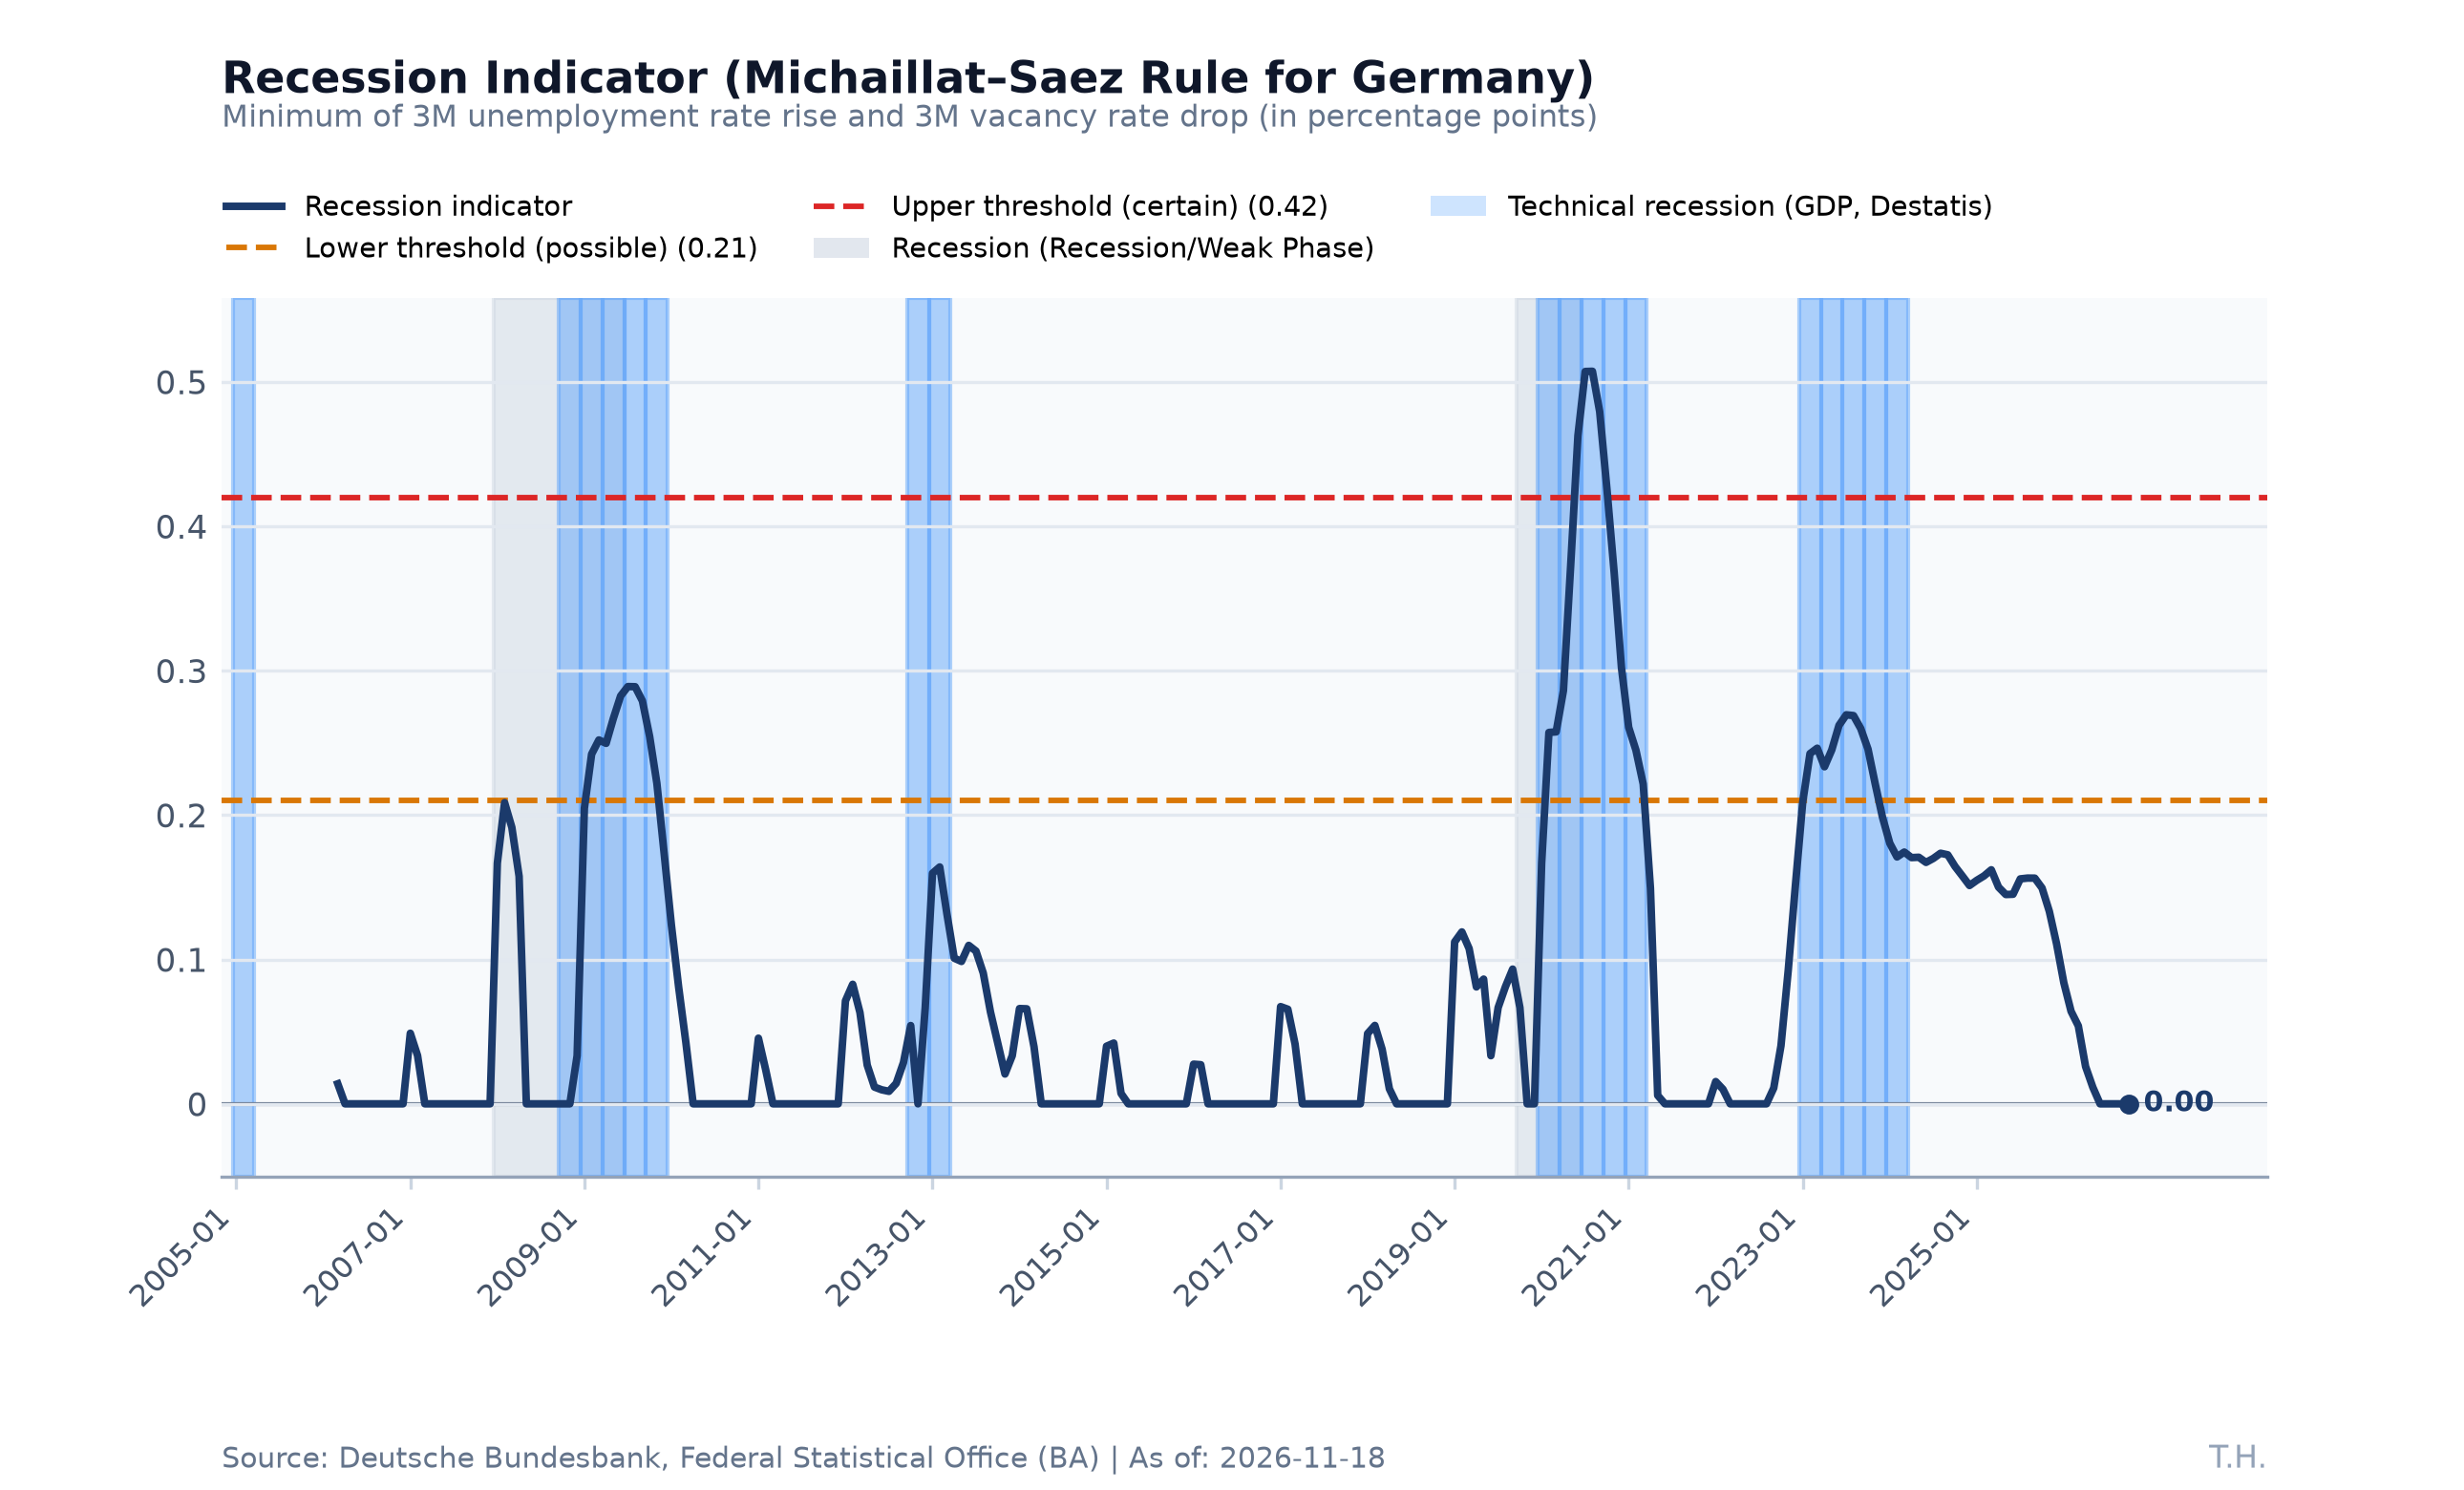 Recession Indicator (Michaillat–Saez Rule for Germany)
Minimum of 3M unemployment rate rise and 3M vacancy rate drop (in percentage points)
Recession indicator
Upper threshold (certain) (0.42)
Technical recession (GDP, Destatis)
Lower threshold (possible) (0.21)
Recession (Recession/Weak Phase)
0.5
0.4
0.3
0.2
0.1
0
0.00
2005-01
2007-01
2009-01
2011-01
2013-01
2015-01
2017-01
2019-01
2021-01
2023-01
2025-01
Source: Deutsche Bundesbank, Federal Statistical Office (BA) | As of: 2026-11-18
T.H.